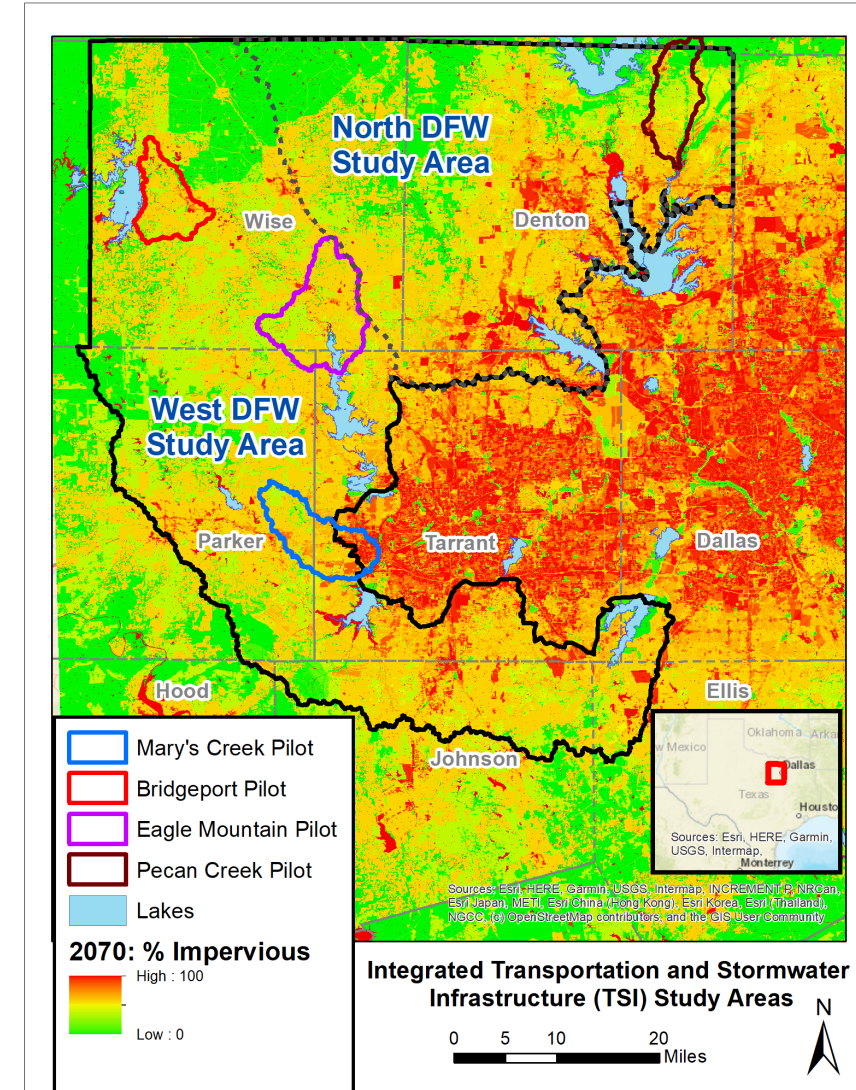 North DFW
Study Area
Wise
Denton
West DFW
Study Area
Parker
Tarrant
Dallas
Hood
Ellis
Johnson
Mary's Creek Pilot
Bridgeport Pilot
Eagle Mountain Pilot
Pecan Creek Pilot
Lakes
2070: % Impervious
High : 100
Low : 0
Oklahoma Arka
w Mexico
Dallas
Texas
Housto
Sources: Esri, HERE, Garmin,
USGS, Intermap,
Monterrey
Sources: Esri, HERE, Garmin, USGS, Intermap, INCREMENT P, NRCan,
Esri Japan, METI, Esri China (Hong Kong), Esri Korea, Esri (Thailand),
NGCC, (c) OpenStreetMap contributors, and the GIS User Community
Integrated Transportation and Stormwater
Infrastructure (TSI) Study Areas
N
0 5 10 20
Miles